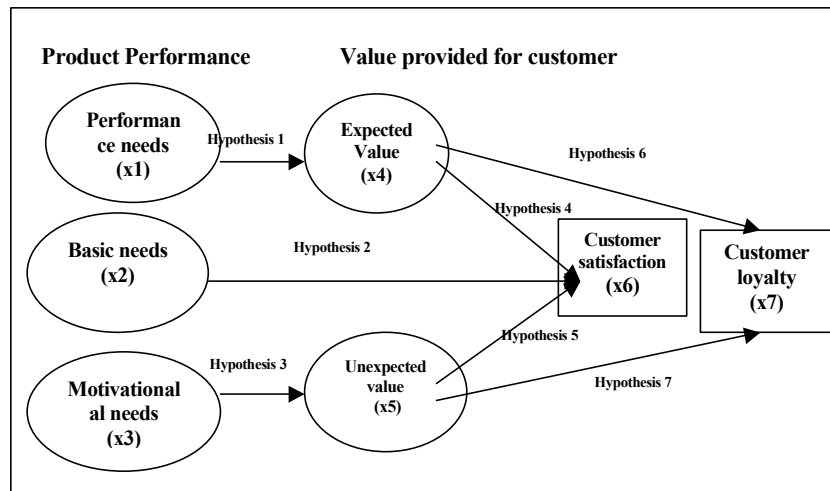 Product Performance
Value provided for customer
Performan
ce needs
(x1)
Hypothesis 1
Expected
Value
(x4)
Hypothesis 6
Hypothesis 4
Basic needs
(x2)
Hypothesis 2
Customer
satisfaction
(x6)
Customer
loyalty
(x7)
Hypothesis 5
Motivational
al needs
(x3)
Hypothesis 3
Unexpected
value
(x5)
Hypothesis 7